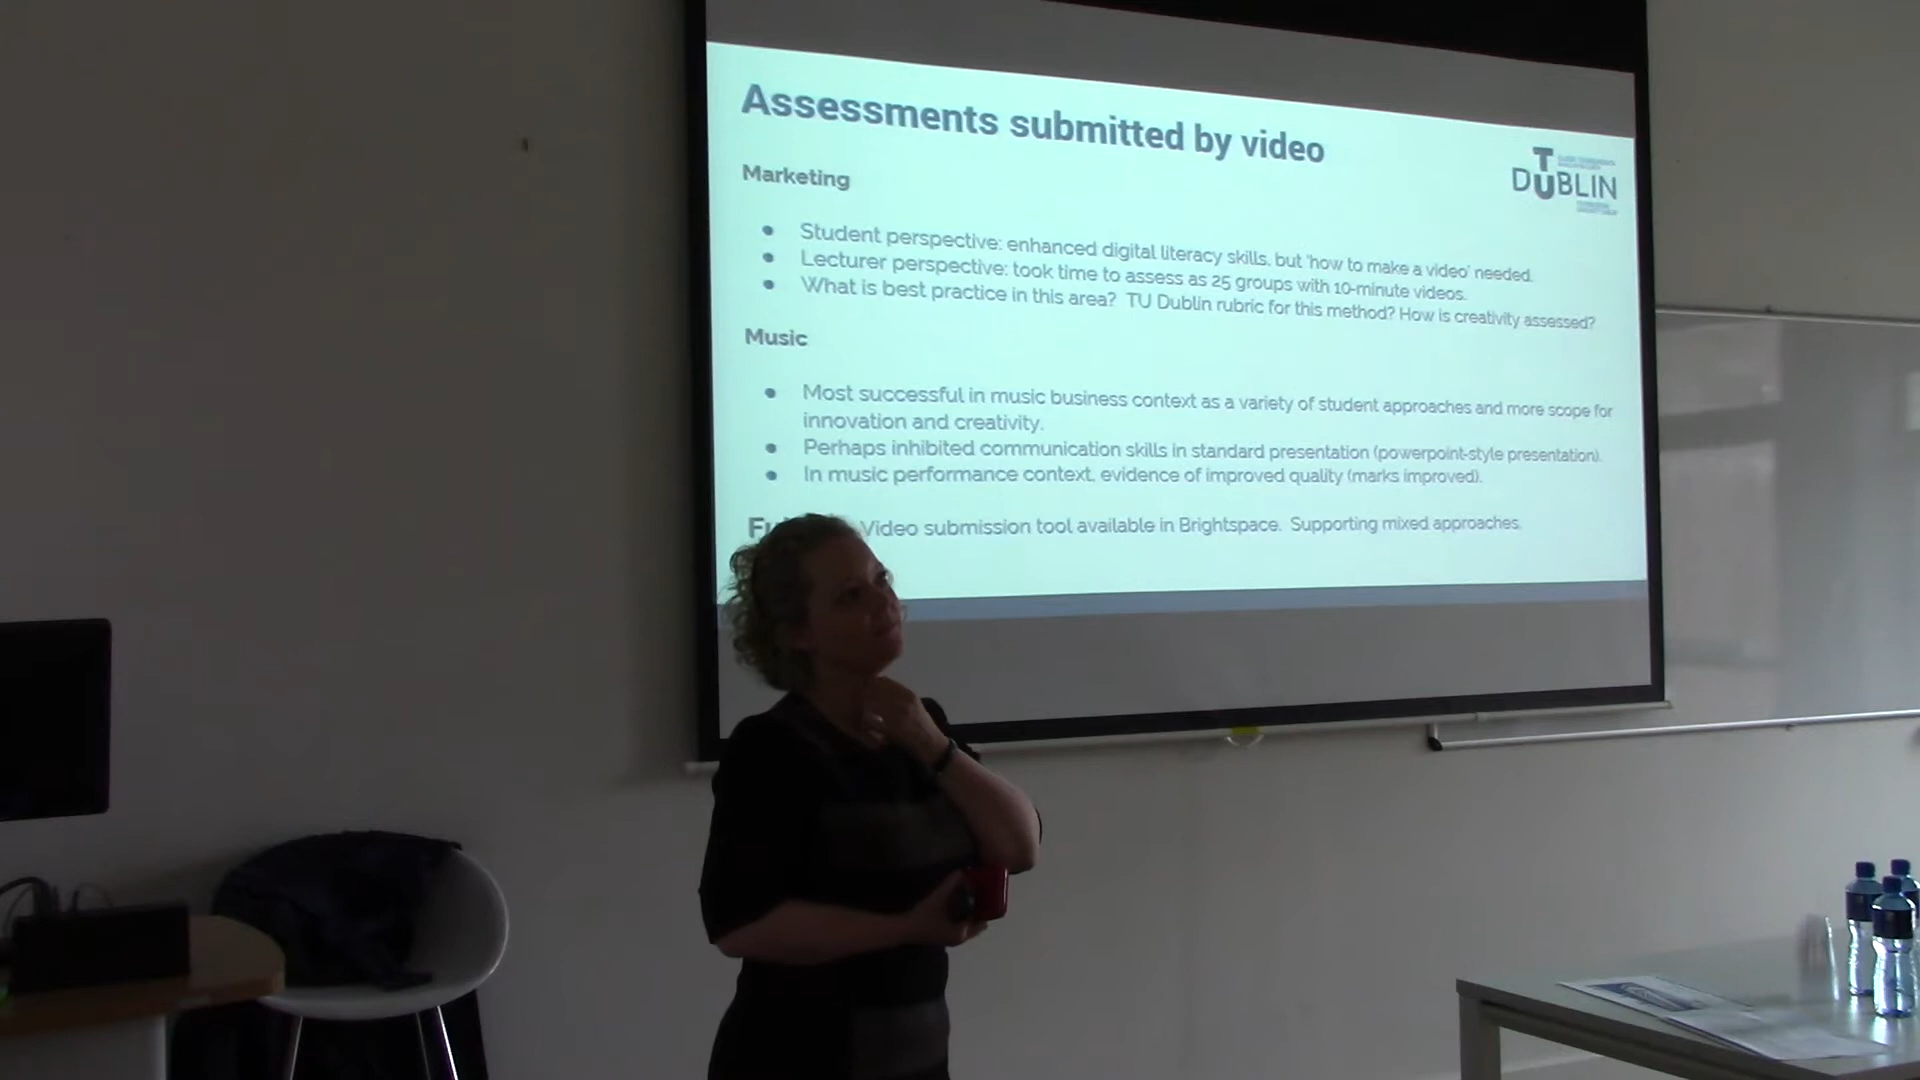 Assessments submitted by video
TU
DUBLIN
Marketing
● Student perspective: enhanced digital literacy skills, but 'how to make a video' needed.
● Lecturer perspective: took time to assess as 25 groups with 10-minute videos.
● What is best practice in this area? TU Dublin rubric for this method? How is creativity assessed?
Music
● Most successful in music business context as a variety of student approaches and more scope for
innovation and creativity.
● Perhaps inhibited communication skills in standard presentation (powerpoint-style presentation).
● In music performance context, evidence of improved quality (marks improved).
Video submission tool available in Brightspace. Supporting mixed approaches.